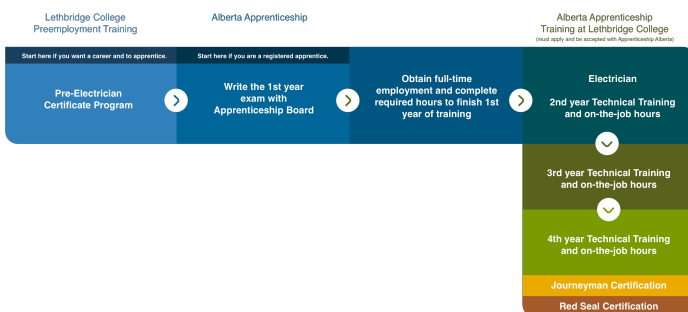 Lethbridge College
Preemployment Training
Alberta Apprenticeship
Alberta Apprenticeship
Training at Lethbridge College
(must apply and be accepted with Apprenticeship Alberta)
Start here if you want a career and to apprentice.
Start here if you are a registered apprentice.
Pre-Electrician
Certificate Program
Write the 1st year
exam with
Apprenticeship Board
Obtain full-time
employment and complete
required hours to finish 1st
year of training
Electrician
2nd year Technical Training
and on-the-job hours
3rd year Technical Training
and on-the-job hours
4th year Technical Training
and on-the-job hours
Journeyman Certification
Red Seal Certification